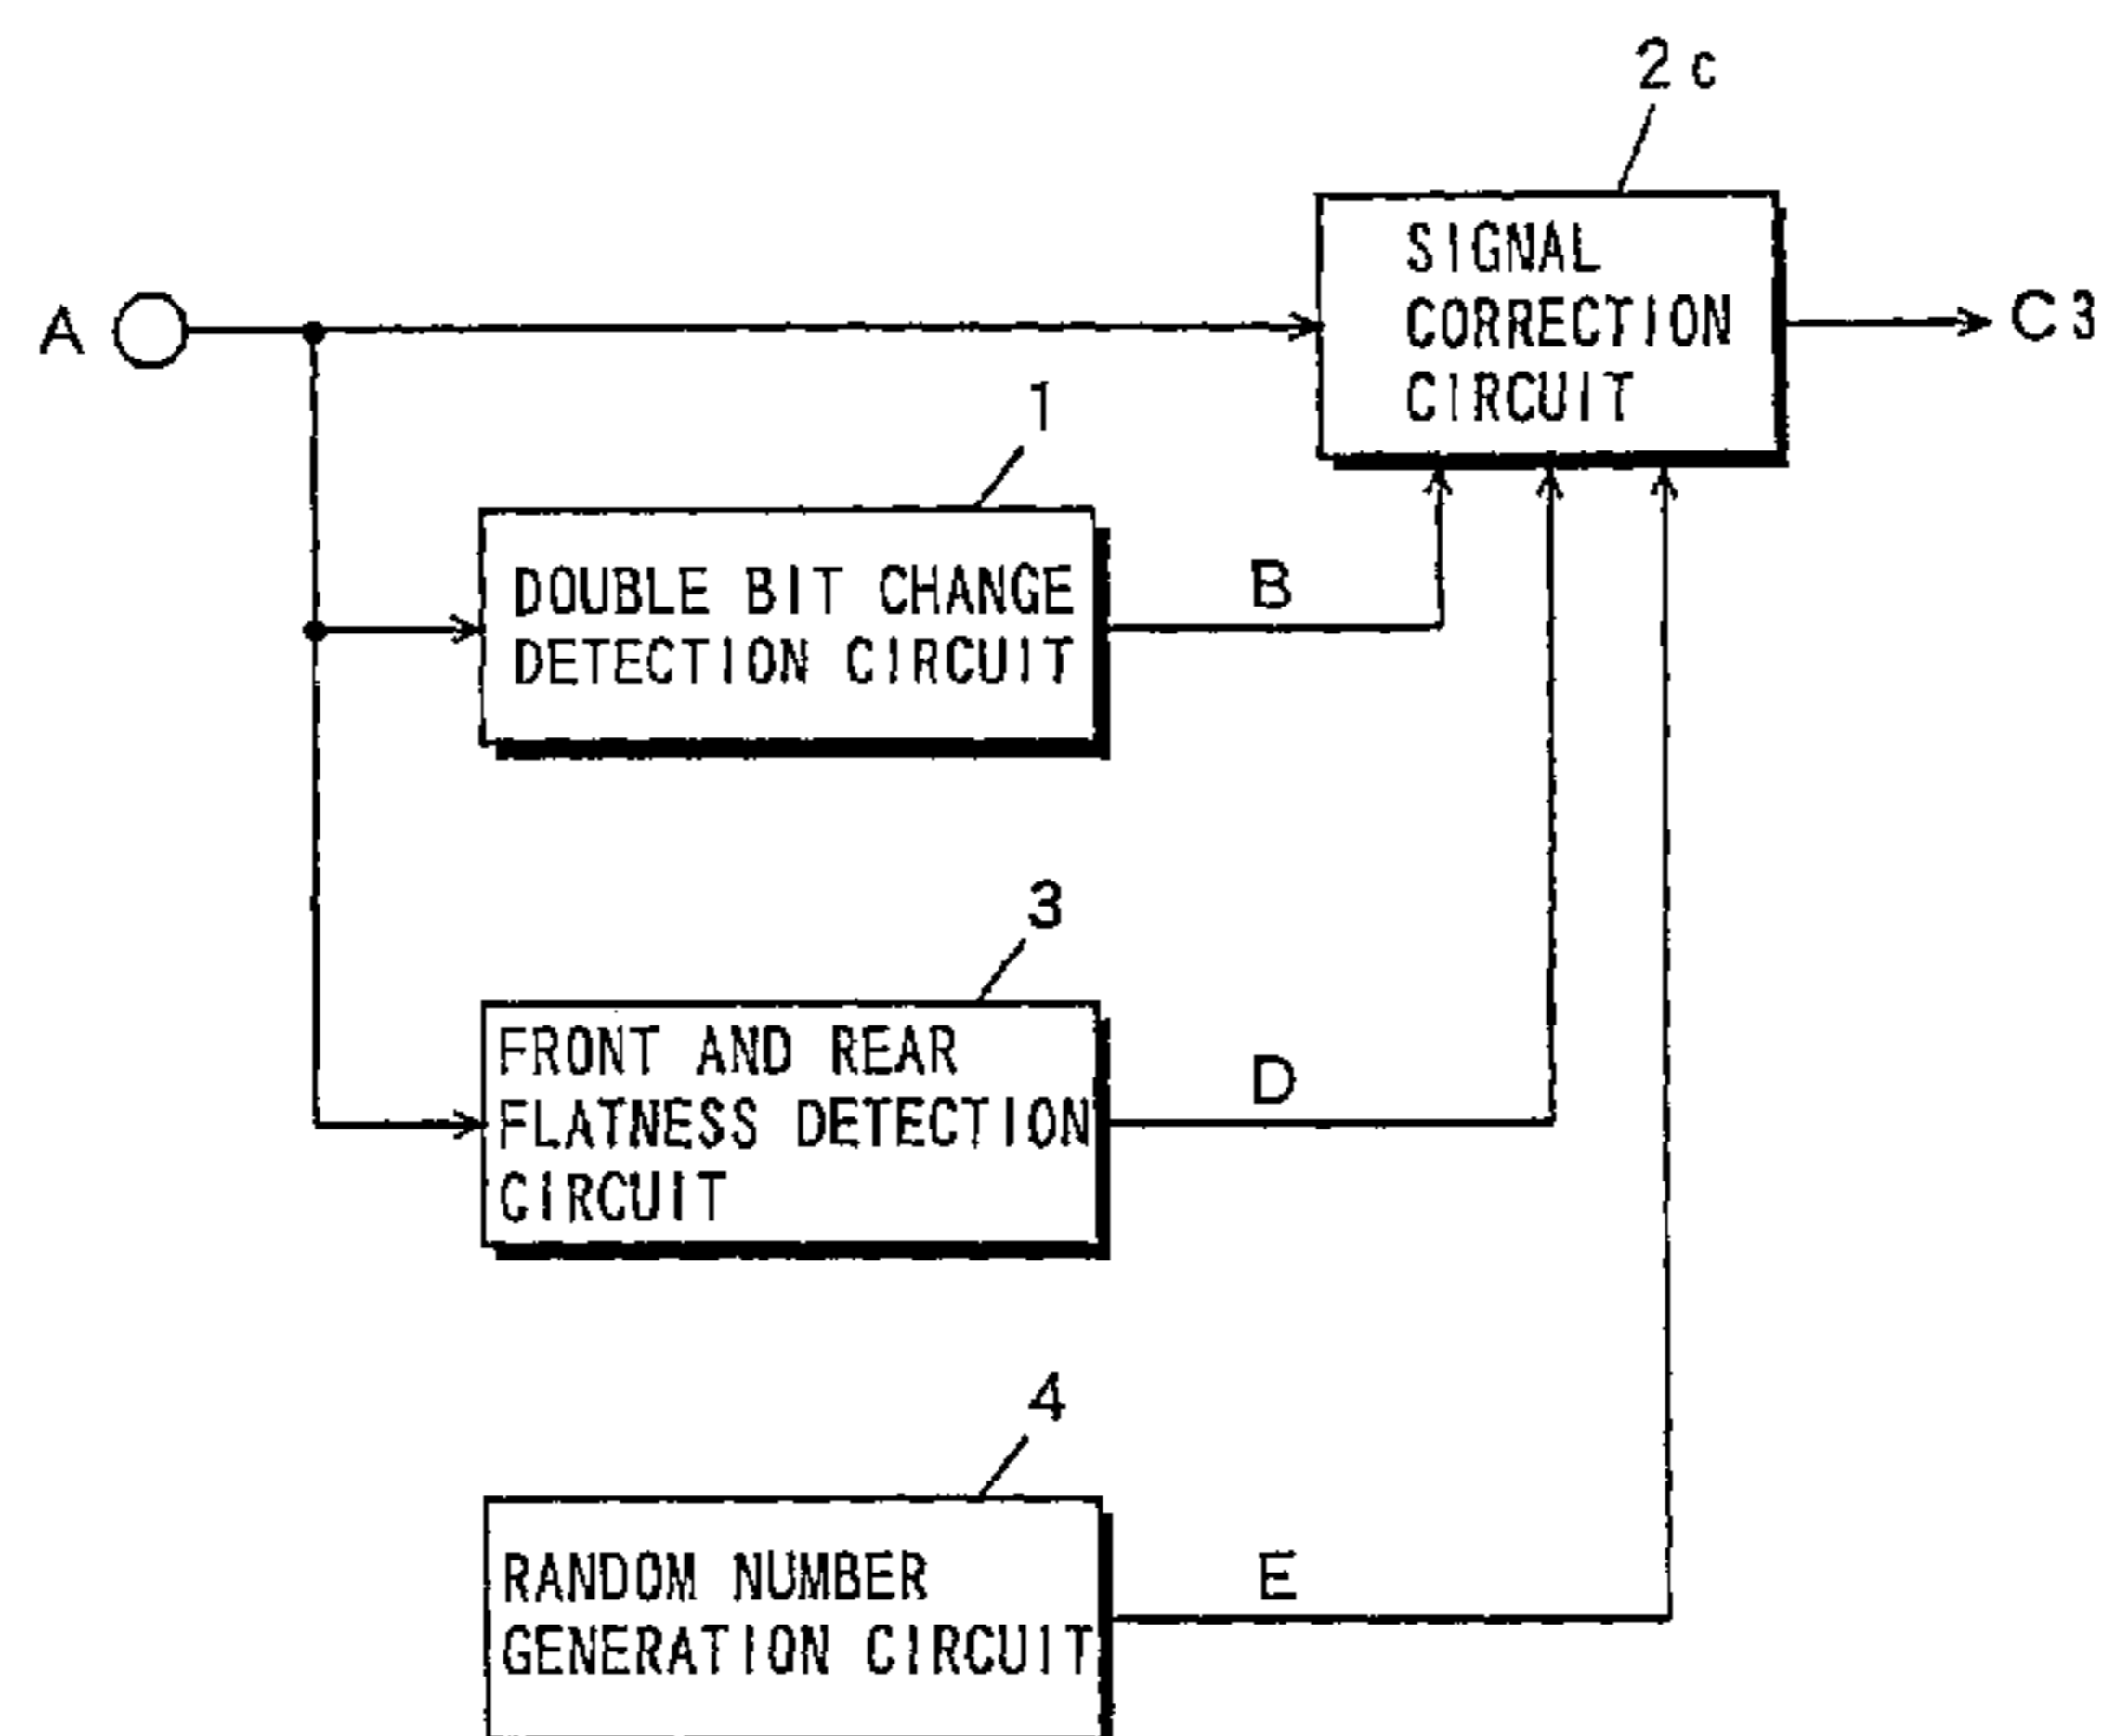 2c
SIGNAL
CORRECTION
CIRCUIT
A
C3
1
DOUBLE BIT CHANGE
DETECTION CIRCUIT
B
3
FRONT AND REAR
FLATNESS DETECTION
CIRCUIT
D
4
RANDOM NUMBER
GENERATION CIRCUIT
E